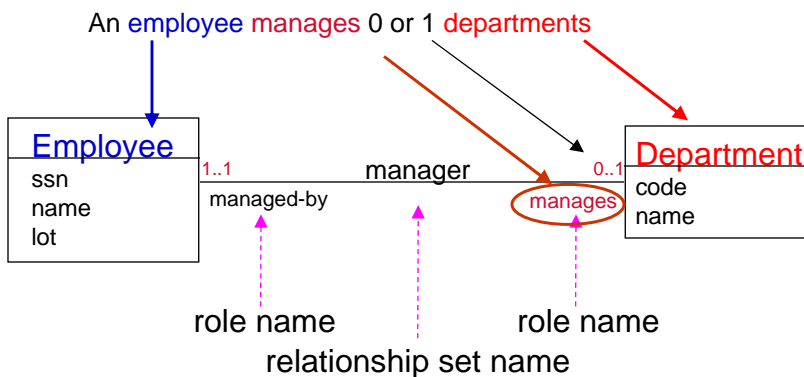 An employee manages 0 or 1 departments
Employee
ssn
name
lot
1..1
managed-by
manager
0..1
manages
Department
code
name
role name
role name
relationship set name